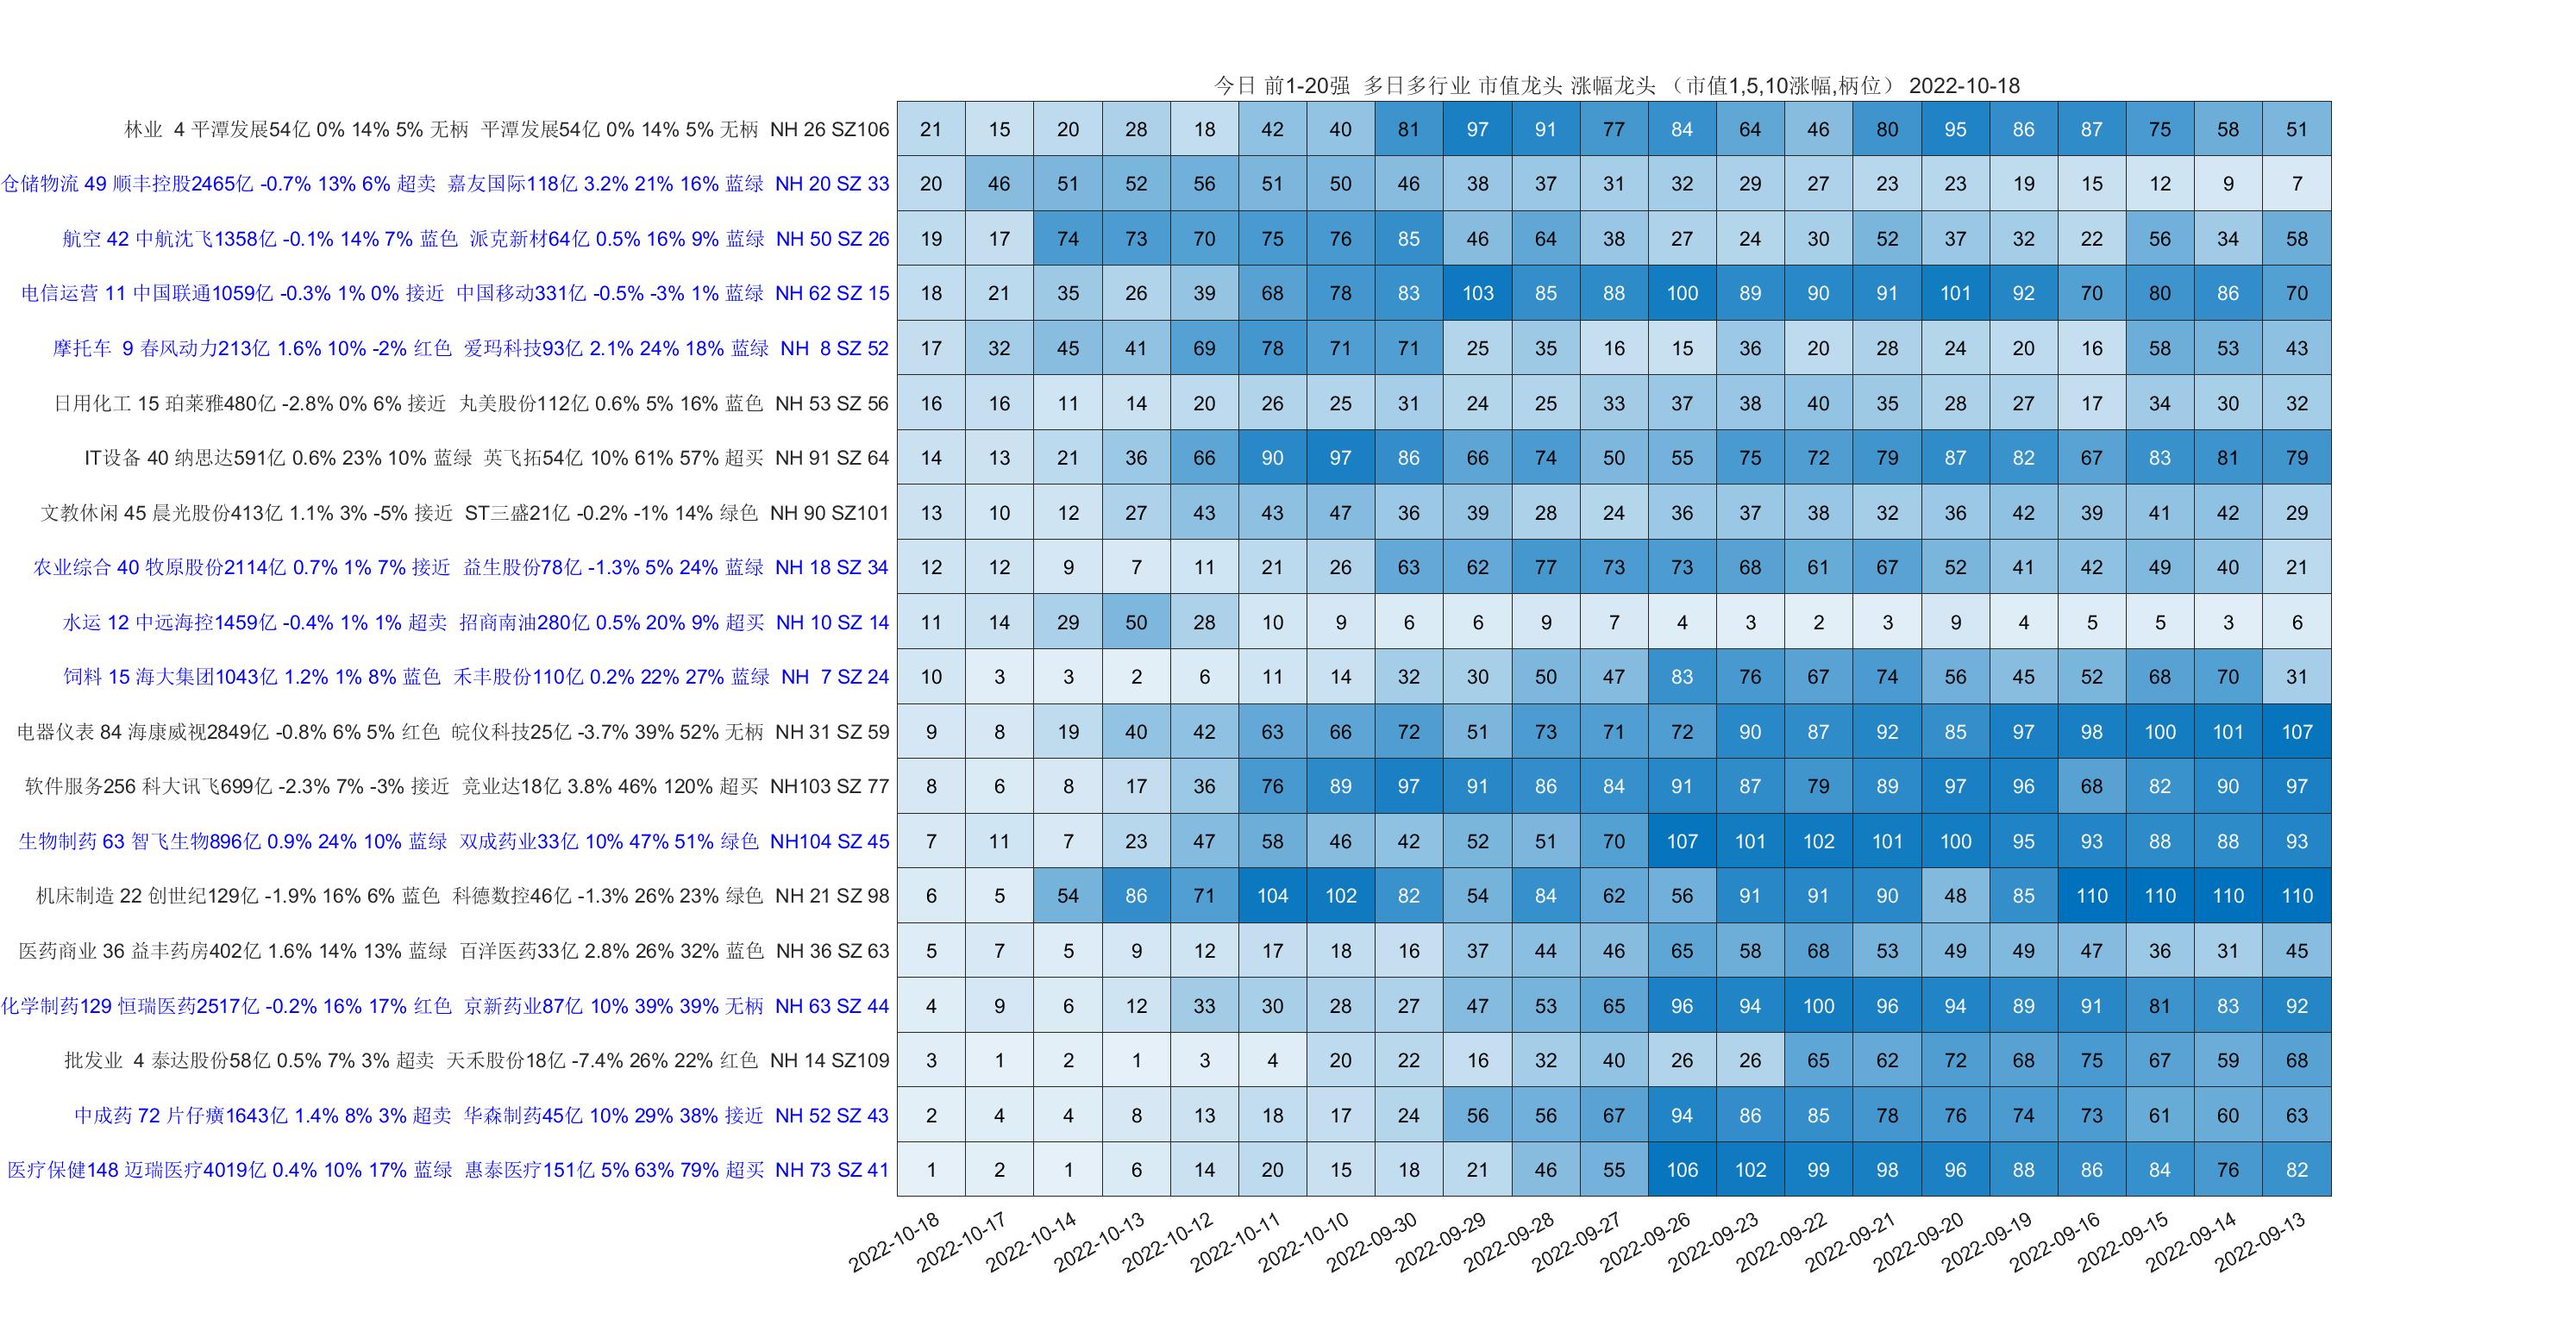 今日 前1-20强 多日多行业 市值龙头 涨幅龙头 （市值1,5,10涨幅,柄位） 2022-10-18
林业 4 平潭发展54亿 0% 14% 5% 无柄 平潭发展54亿 0% 14% 5% 无柄 NH 26 SZ106 21 15 20 28 18 42 40 81 97 91 77 84 64 46 80 95 86 87 75 58 51
仓储物流 49 顺丰控股2465亿 -0.7% 13% 6% 超卖 嘉友国际118亿 3.2% 21% 16% 蓝绿 NH 20 SZ 33 20 46 51 52 56 51 50 46 38 37 31 32 29 27 23 23 19 15 12 9 7
航空 42 中航沈飞1358亿 -0.1% 14% 7% 蓝色 派克新材64亿 0.5% 16% 9% 蓝绿 NH 50 SZ 26 19 17 74 73 70 75 76 85 46 64 38 27 24 30 52 37 32 22 56 34 58
电信运营 11 中国联通1059亿 -0.3% 1% 0% 接近 中国移动331亿 -0.5% -3% 1% 蓝绿 NH 62 SZ 15 18 21 35 26 39 68 78 83 103 85 88 100 89 90 91 101 92 70 80 86 70
摩托车 9 春风动力213亿 1.6% 10% -2% 红色 爱玛科技93亿 2.1% 24% 18% 蓝绿 NH 8 SZ 52 17 32 45 41 69 78 71 71 25 35 16 15 36 20 28 24 20 16 58 53 43
日用化工 15 珀莱雅480亿 -2.8% 0% 6% 接近 丸美股份112亿 0.6% 5% 16% 蓝色 NH 53 SZ 56 16 16 11 14 20 26 25 31 24 25 33 37 38 40 35 28 27 17 34 30 32
IT设备 40 纳思达591亿 0.6% 23% 10% 蓝绿 英飞拓54亿 10% 61% 57% 超买 NH 91 SZ 64 14 13 21 36 66 90 97 86 66 74 50 55 75 72 79 87 82 67 83 81 79
文教休闲 45 晨光股份413亿 1.1% 3% -5% 接近 ST三盛21亿 -0.2% -1% 14% 绿色 NH 90 SZ101 13 10 12 27 43 43 47 36 39 28 24 36 37 38 32 36 42 39 41 42 29
农业综合 40 牧原股份2114亿 0.7% 1% 7% 接近 益生股份78亿 -1.3% 5% 24% 蓝绿 NH 18 SZ 34 12 12 9 7 11 21 26 63 62 77 73 73 68 61 67 52 41 42 49 40 21
水运 12 中远海控1459亿 -0.4% 1% 1% 超卖 招商南油280亿 0.5% 20% 9% 超买 NH 10 SZ 14 11 14 29 50 28 10 9 6 6 9 7 4 3 2 3 9 4 5 5 3 6
饲料 15 海大集团1043亿 1.2% 1% 8% 蓝色 禾丰股份110亿 0.2% 22% 27% 蓝绿 NH 7 SZ 24 10 3 3 2 6 11 14 32 30 50 47 83 76 67 74 56 45 52 68 70 31
电器仪表 84 海康威视2849亿 -0.8% 6% 5% 红色 皖仪科技25亿 -3.7% 39% 52% 无柄 NH 31 SZ 59 9 8 19 40 42 63 66 72 51 73 71 72 90 87 92 85 97 98 100 101 107
软件服务256 科大讯飞699亿 -2.3% 7% -3% 接近 竞业达18亿 3.8% 46% 120% 超买 NH103 SZ 77 8 6 8 17 36 76 89 97 91 86 84 91 87 79 89 97 96 68 82 90 97
生物制药 63 智飞生物896亿 0.9% 24% 10% 蓝绿 双成药业33亿 10% 47% 51% 绿色 NH104 SZ 45 7 11 7 23 47 58 46 42 52 51 70 107 101 102 101 100 95 93 88 88 93
机床制造 22 创世纪129亿 -1.9% 16% 6% 蓝色 科德数控46亿 -1.3% 26% 23% 绿色 NH 21 SZ 98 6 5 54 86 71 104 102 82 54 84 62 56 91 91 90 48 85 110 110 110 110
医药商业 36 益丰药房402亿 1.6% 14% 13% 蓝绿 百洋医药33亿 2.8% 26% 32% 蓝色 NH 36 SZ 63 5 7 5 9 12 17 18 16 37 44 46 65 58 68 53 49 49 47 36 31 45
化学制药129 恒瑞医药2517亿 -0.2% 16% 17% 红色 京新药业87亿 10% 39% 39% 无柄 NH 63 SZ 44 4 9 6 12 33 30 28 27 47 53 65 96 94 100 96 94 89 91 81 83 92
批发业 4 泰达股份58亿 0.5% 7% 3% 超卖 天禾股份18亿 -7.4% 26% 22% 红色 NH 14 SZ109 3 1 2 1 3 4 20 22 16 32 40 26 26 65 62 72 68 75 67 59 68
中成药 72 片仔癀1643亿 1.4% 8% 3% 超卖 华森制药45亿 10% 29% 38% 接近 NH 52 SZ 43 2 4 4 8 13 18 17 24 56 56 67 94 86 85 78 76 74 73 61 60 63
医疗保健148 迈瑞医疗4019亿 0.4% 10% 17% 蓝绿 惠泰医疗151亿 5% 63% 79% 超买 NH 73 SZ 41 1 2 1 6 14 20 15 18 21 46 55 106 102 99 98 96 88 86 84 76 82
2022-10-18 2022-10-17 2022-10-14 2022-10-13 2022-10-12 2022-10-11 2022-10-10 2022-09-30 2022-09-29 2022-09-28 2022-09-27 2022-09-26 2022-09-23 2022-09-22 2022-09-21 2022-09-20 2022-09-19 2022-09-16 2022-09-15 2022-09-14 2022-09-13